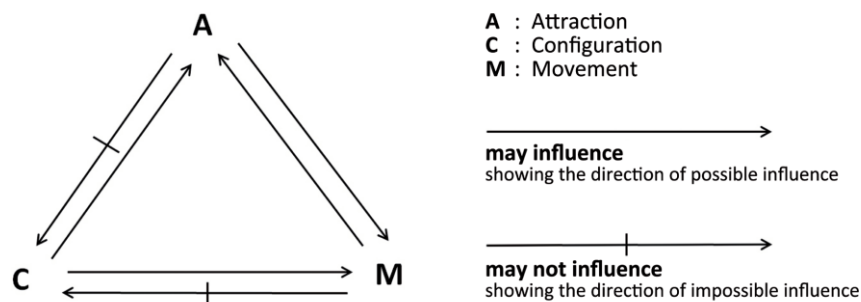 A
C
M
A : Attraction
C : Configuration
M : Movement
may influence
showing the direction of possible influence
may not influence
showing the direction of impossible influence